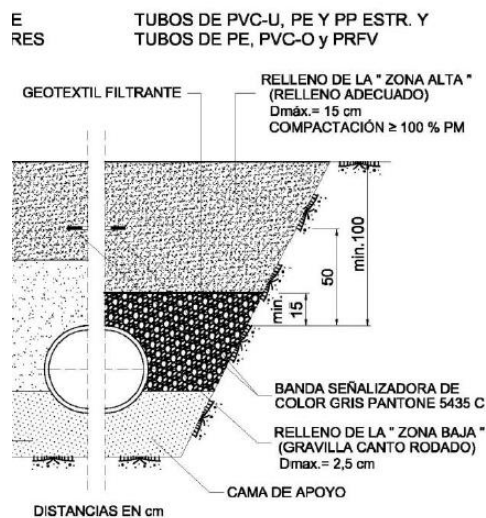 E
RES
TUBOS DE PVC-U, PE Y PP ESTR. Y
TUBOS DE PE, PVC-O y PRFV
GEOTEXTIL FILTRANTE
RELLENO DE LA " ZONA ALTA "
(RELLENO ADECUADO)
Dmáx.= 15 cm
COMPACTACIÓN ≥ 100 % PM
min.100
50
min.
15
BANDA SEÑALIZADORA DE
COLOR GRIS PANTONE 5435 C
RELLENO DE LA " ZONA BAJA "
(GRAVILLA CANTO RODADO)
Dmax.= 2,5 cm
CAMA DE APOYO
DISTANCIAS EN cm